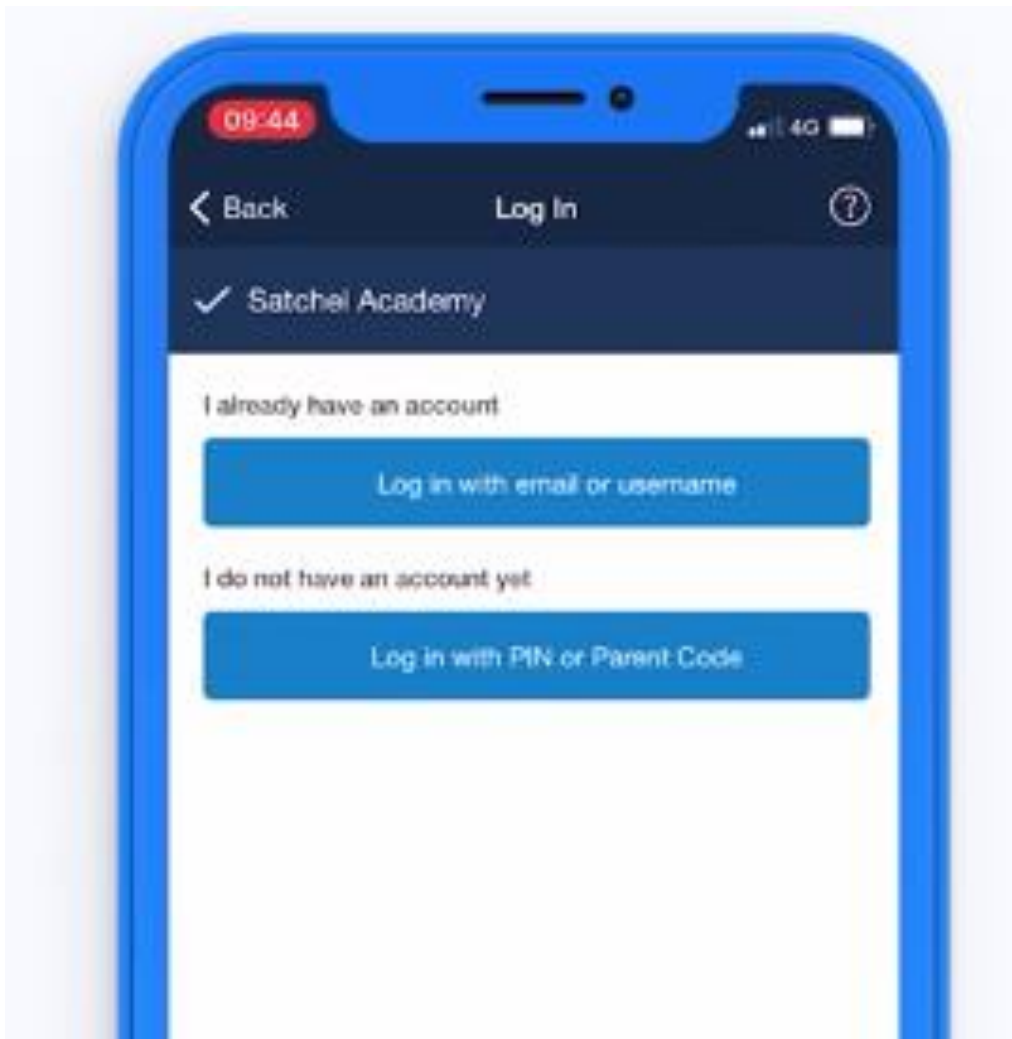 09:44
4G
Back
Log In
?
Satchel Academy
I already have an account
Log in with email or username
I do not have an account yet
Log in with PIN or Parent Code